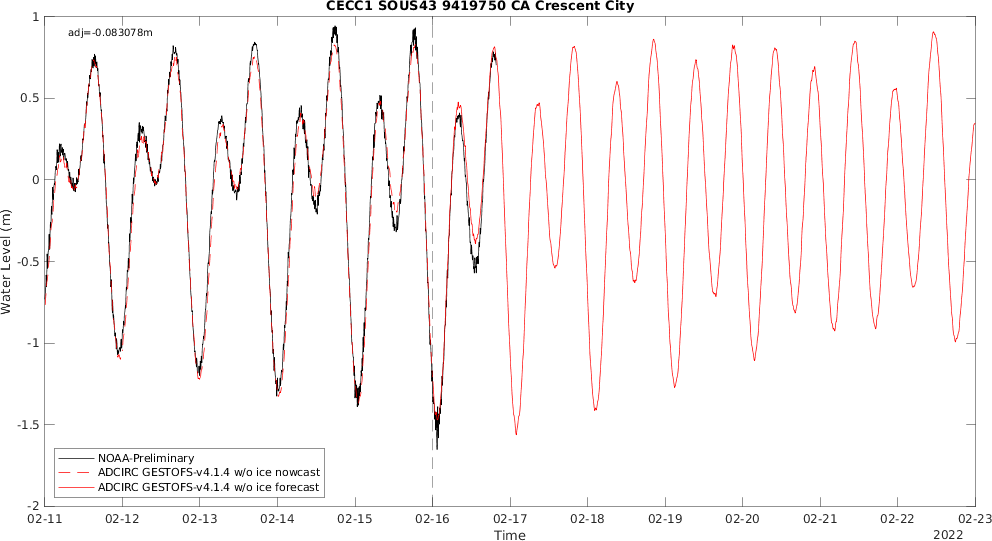 CECC1 SOUS43 9419750 CA Crescent City
adj=-0.083078m
1
0.5
0
-0.5
-1
-1.5
-2
Water Level (m)
NOAA-Preliminary
ADCIRC GESTOFS-v4.1.4 w/o ice nowcast
ADCIRC GESTOFS-v4.1.4 w/o ice forecast
02-11 02-12 02-13 02-14 02-15 02-16 02-17 02-18 02-19 02-20 02-21 02-22 02-23
Time
2022